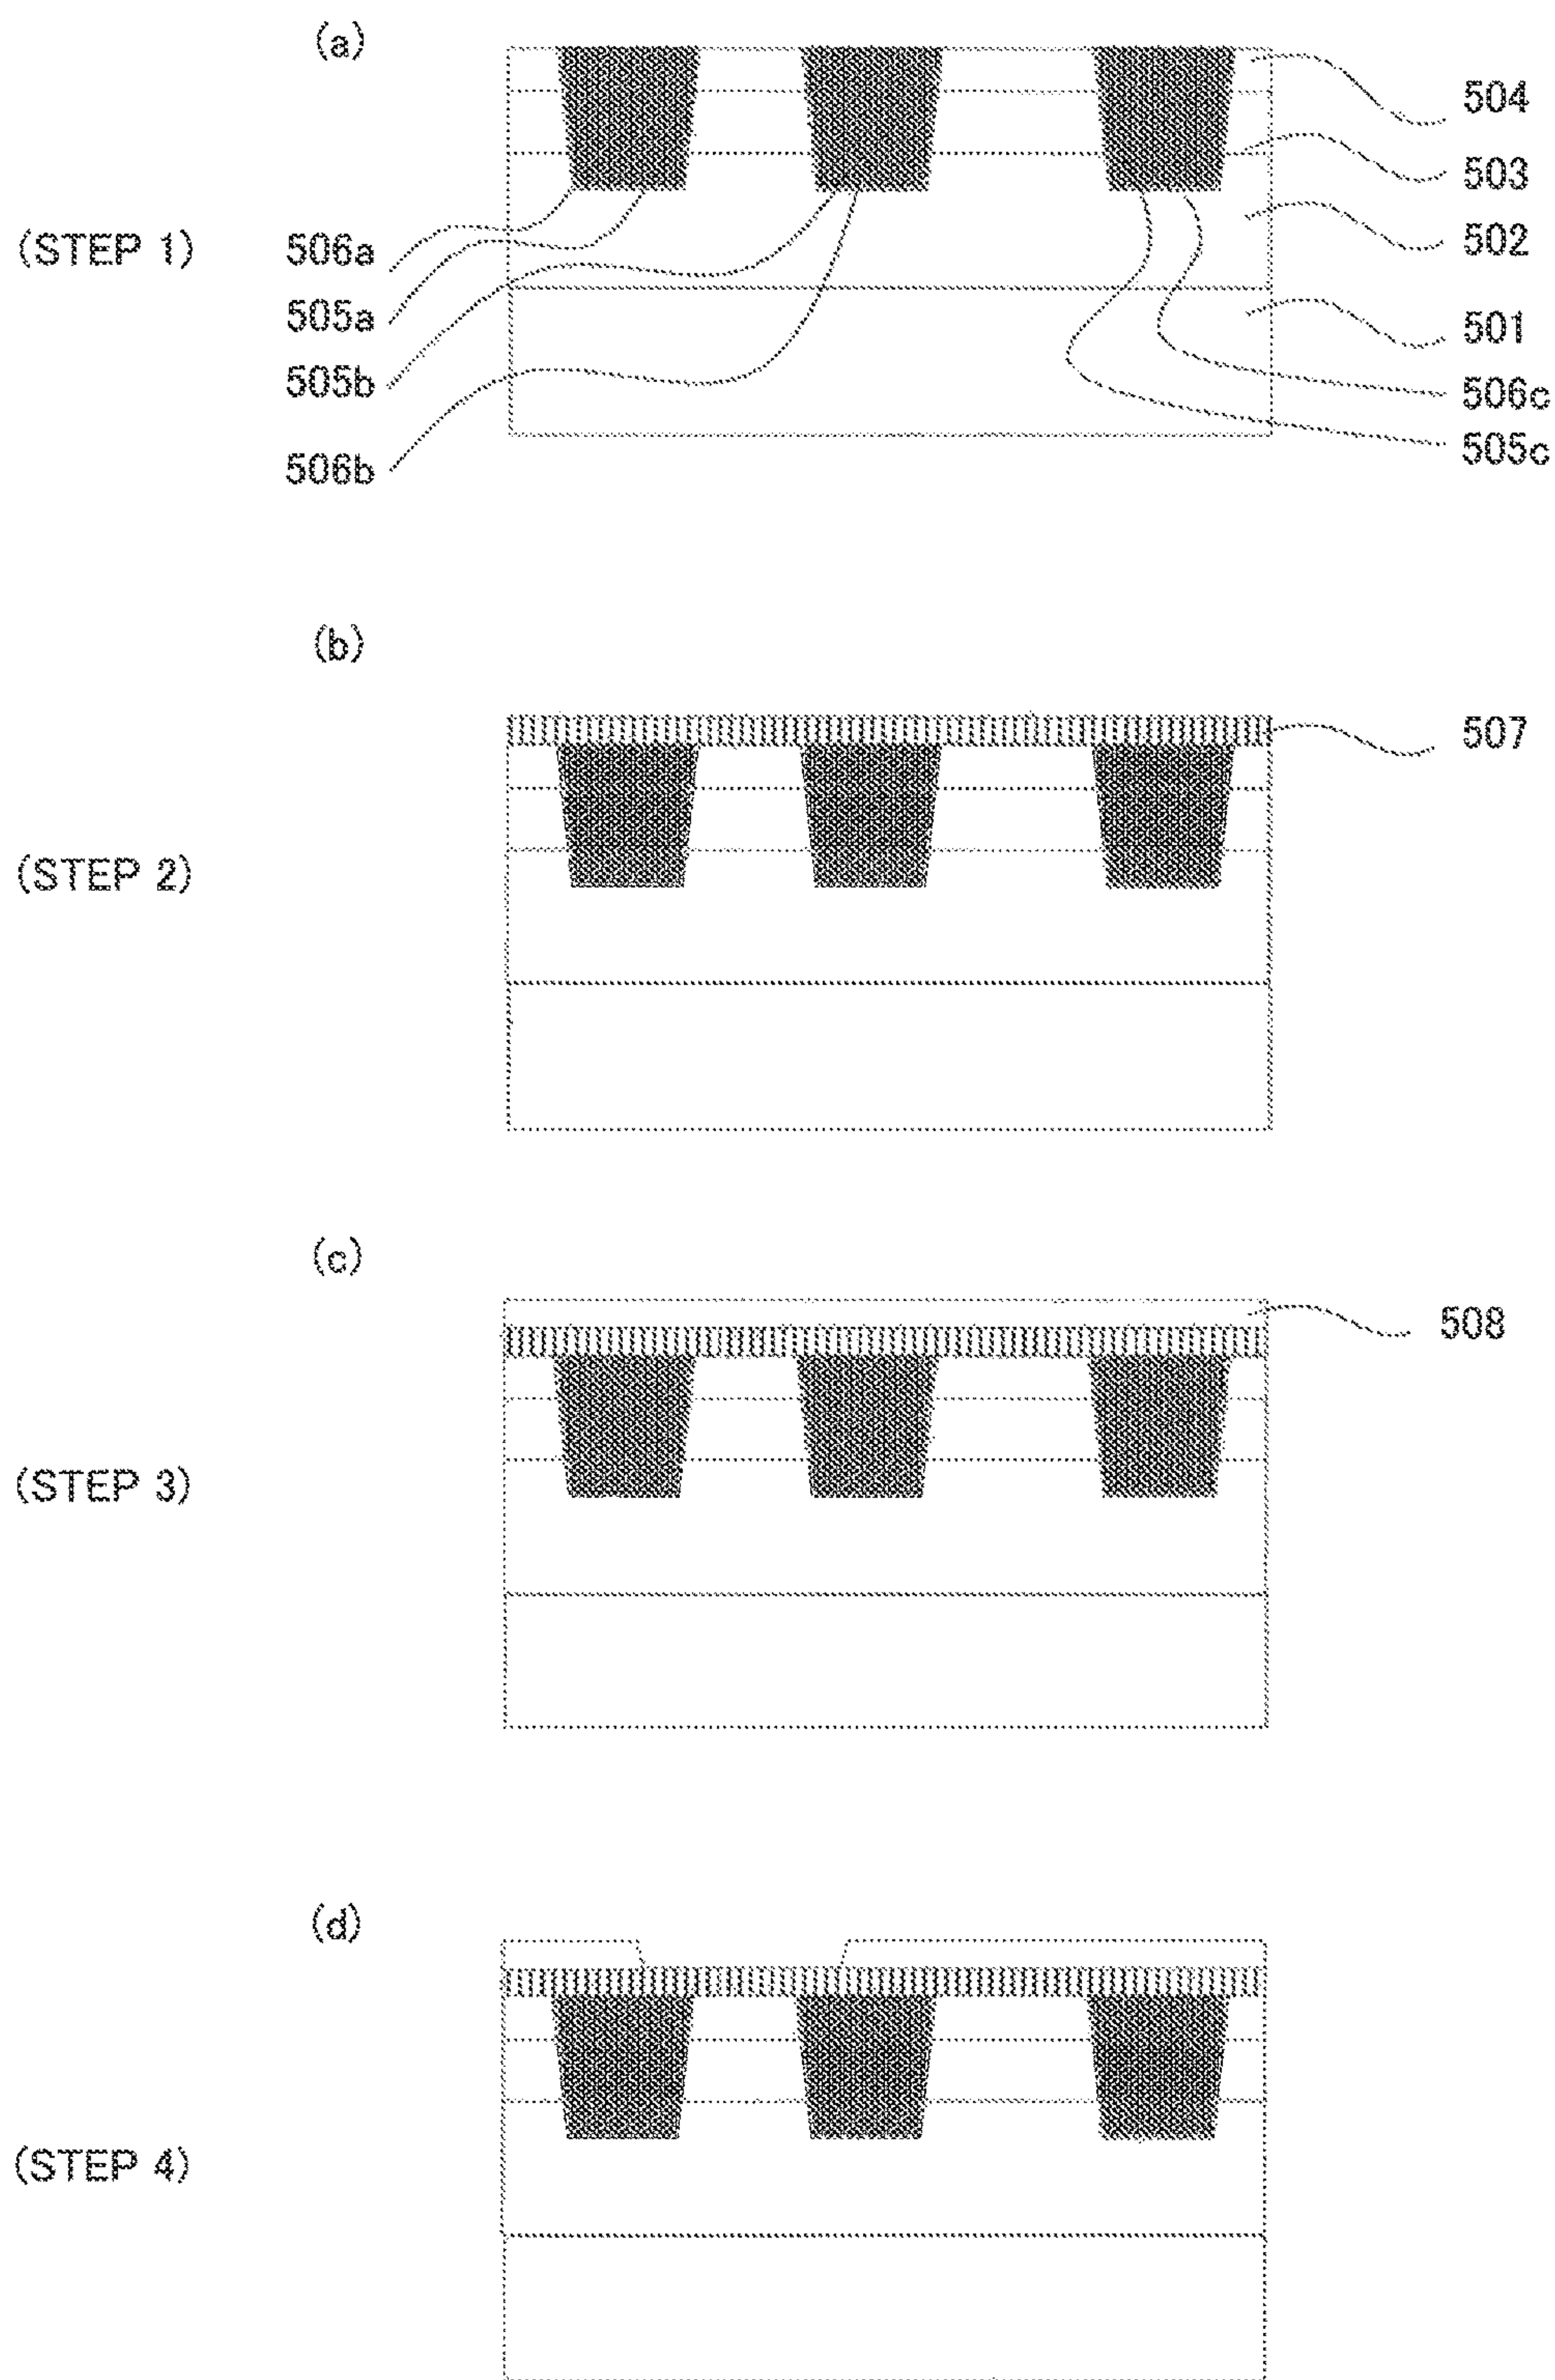 (a)
504
503
(STEP 1)
506a
502
505a
501
505b
506c
506b
505c
(b)
507
(STEP 2)
(c)
508
(STEP 3)
(d)
(STEP 4)